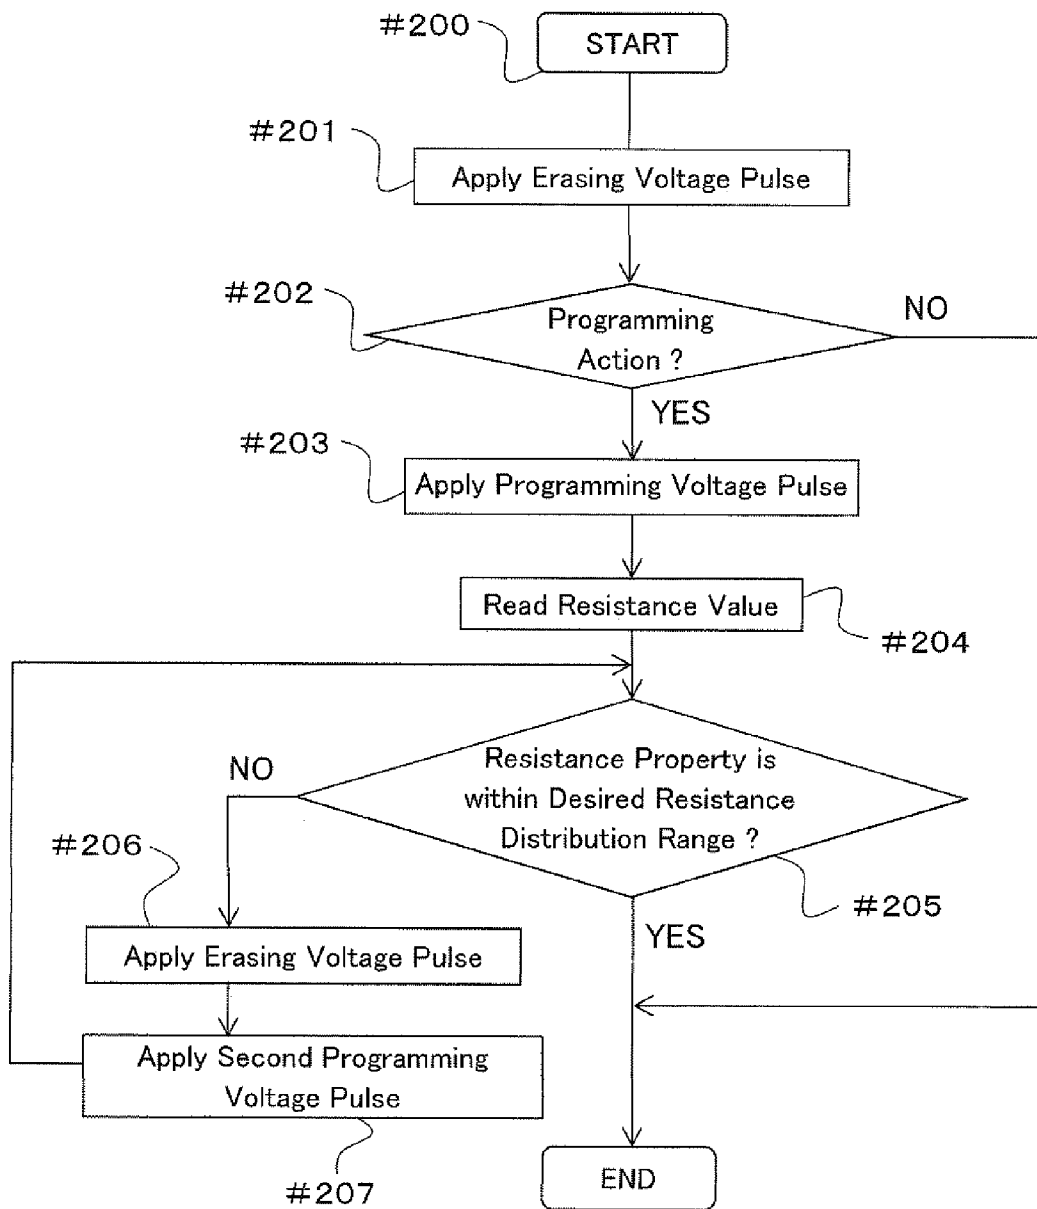 #200
START
#201
Apply Erasing Voltage Pulse
#202
Programming
Action ?
NO
YES
#203
Apply Programming Voltage Pulse
Read Resistance Value
#204
Resistance Property is
within Desired Resistance
Distribution Range ?
NO
#205
YES
#206
Apply Erasing Voltage Pulse
Apply Second Programming
Voltage Pulse
#207
END